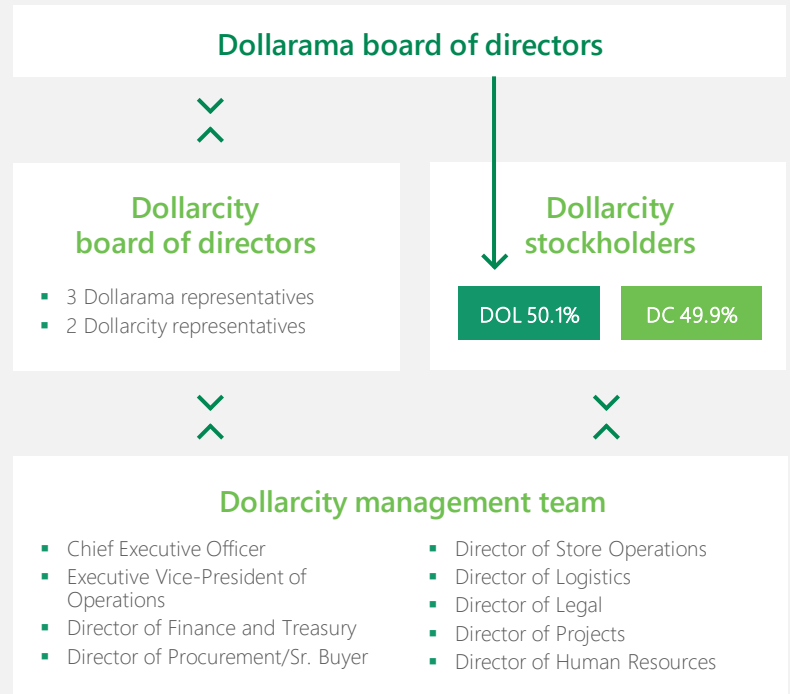 Dollarama board of directors
Dollarcity
board of directors
▪ 3 Dollarama representatives
▪ 2 Dollarcity representatives
Dollarcity
stockholders
DOL 50.1%
DC 49.9%
Dollarcity management team
▪ Chief Executive Officer
▪ Executive Vice-President of
Operations
▪ Director of Finance and Treasury
▪ Director of Procurement/Sr. Buyer
▪ Director of Store Operations
▪ Director of Logistics
▪ Director of Legal
▪ Director of Projects
▪ Director of Human Resources